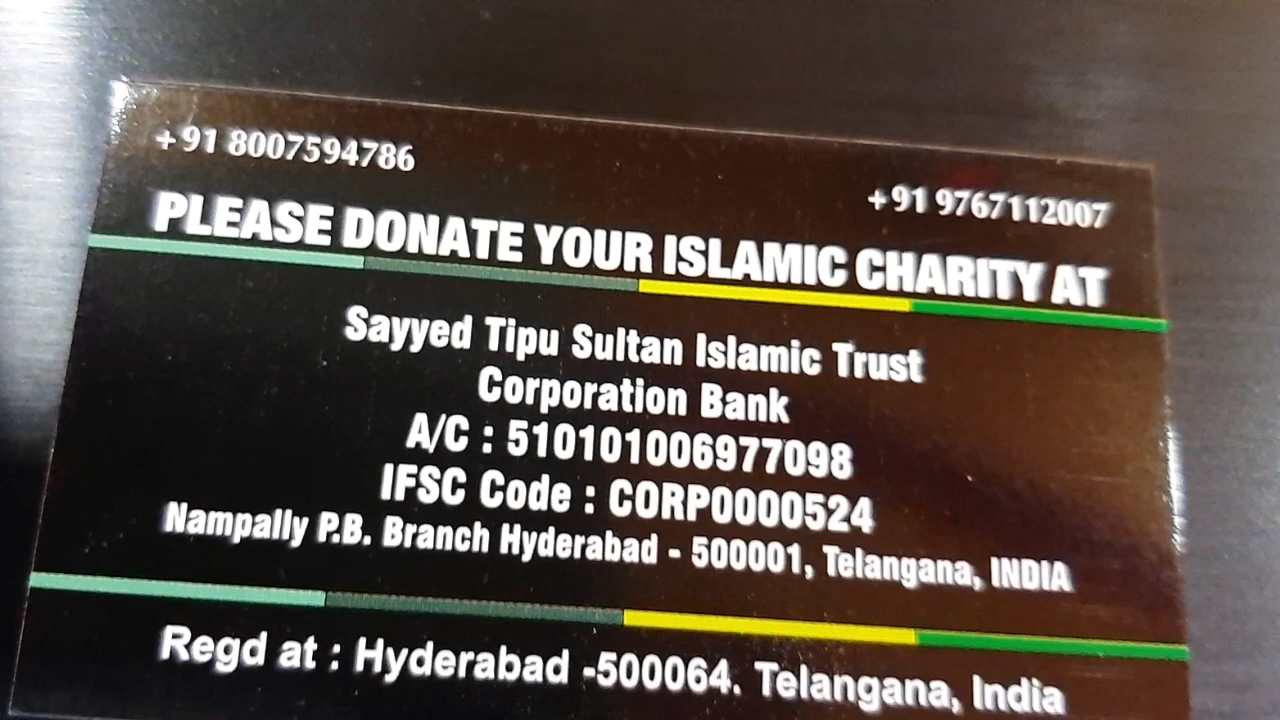 +91 8007594786
+91 9767112007
PLEASE DONATE YOUR ISLAMIC CHARITY AT
Sayyed Tipu Sultan Islamic Trust
Corporation Bank
A/C : 510101006977098
IFSC Code : CORP0000524
Nampally P.B. Branch Hyderabad - 500001, Telangana, INDIA
Regd at : Hyderabad -500064. Telangana, India